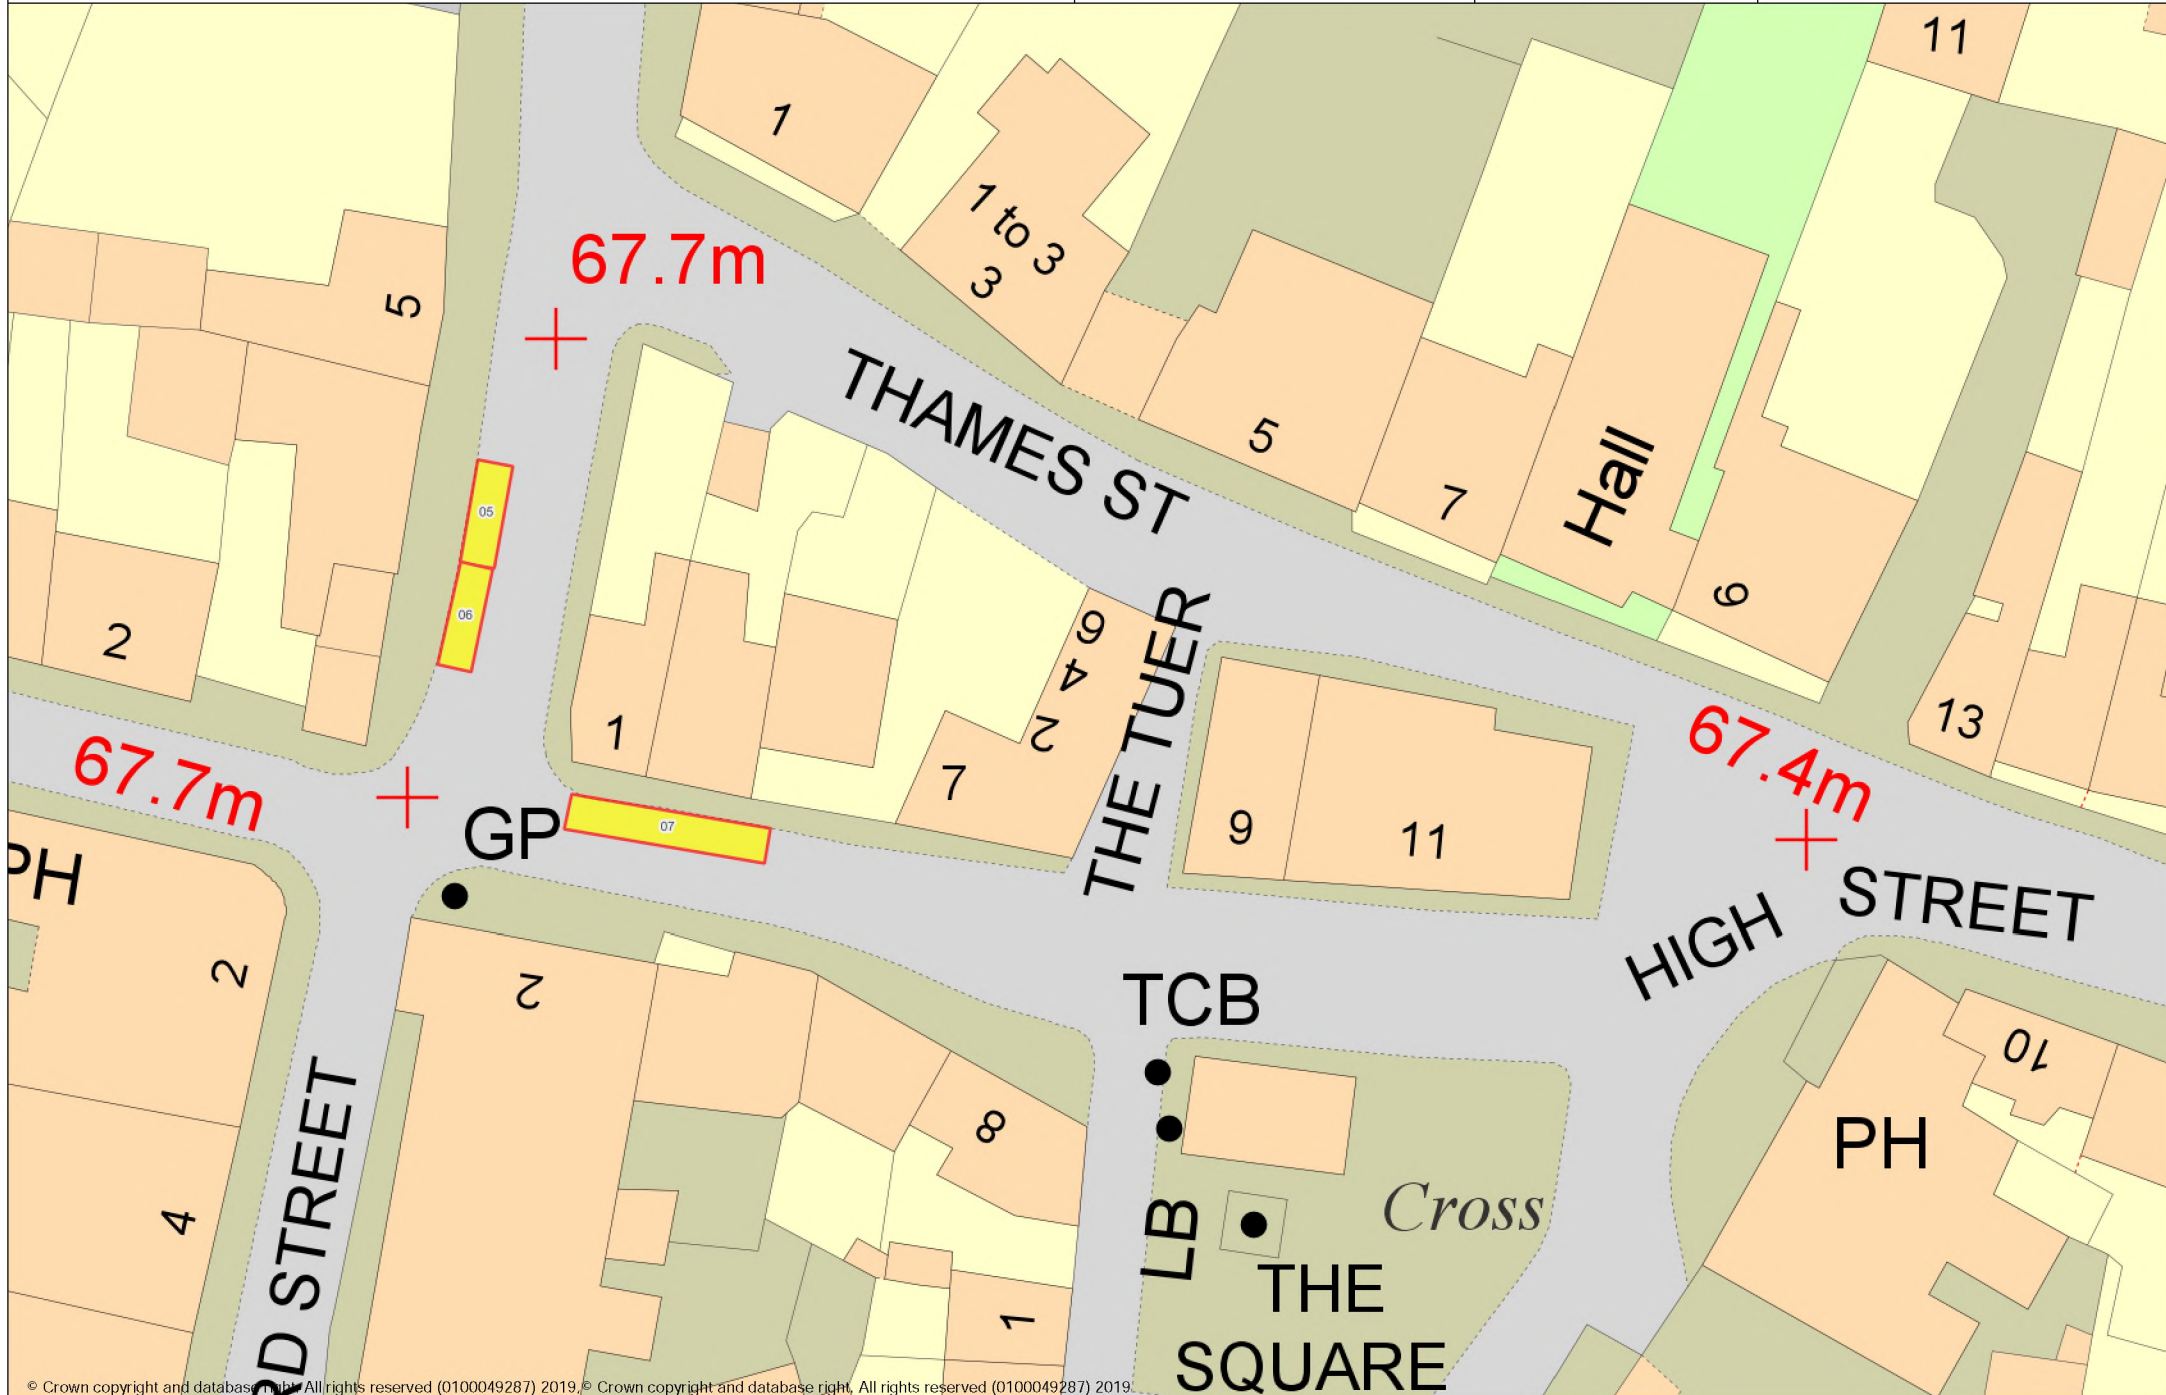 11
1
1 to 3
3
67.7m
5
THAMES ST
5
7
Hall
9
05
06
2
1
6
4
2
7
THE TUER
13
67.7m
67.4m
GP
07
9
11
PH
HIGH STREET
2
2
TCB
10
8
PH
4
LB
Cross
THE
SQUARE
1
RD STREET
© Crown copyright and database right. All rights reserved (0100049287) 2019,© Crown copyright and database right, All rights reserved (0100049287) 2019